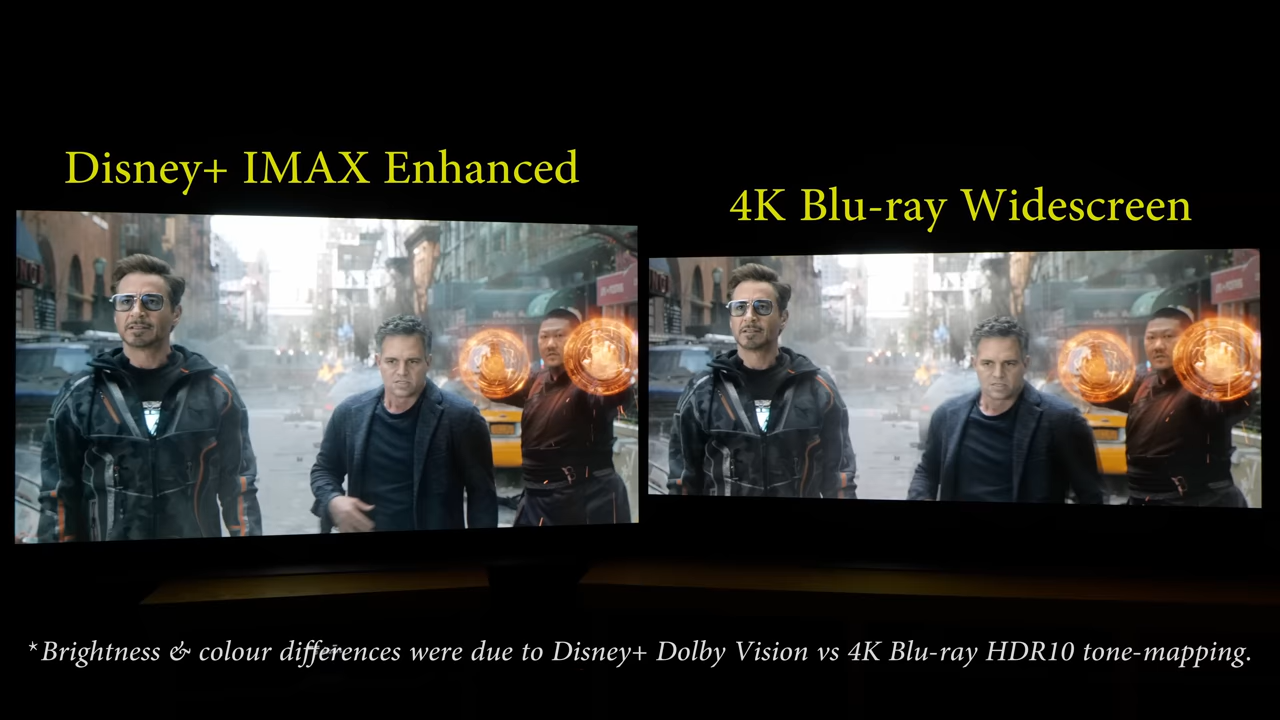 Disney+ IMAX Enhanced
4K Blu-ray Widescreen
*Brightness & colour differences were due to Disney+ Dolby Vision vs 4K Blu-ray HDR10 tone-mapping.